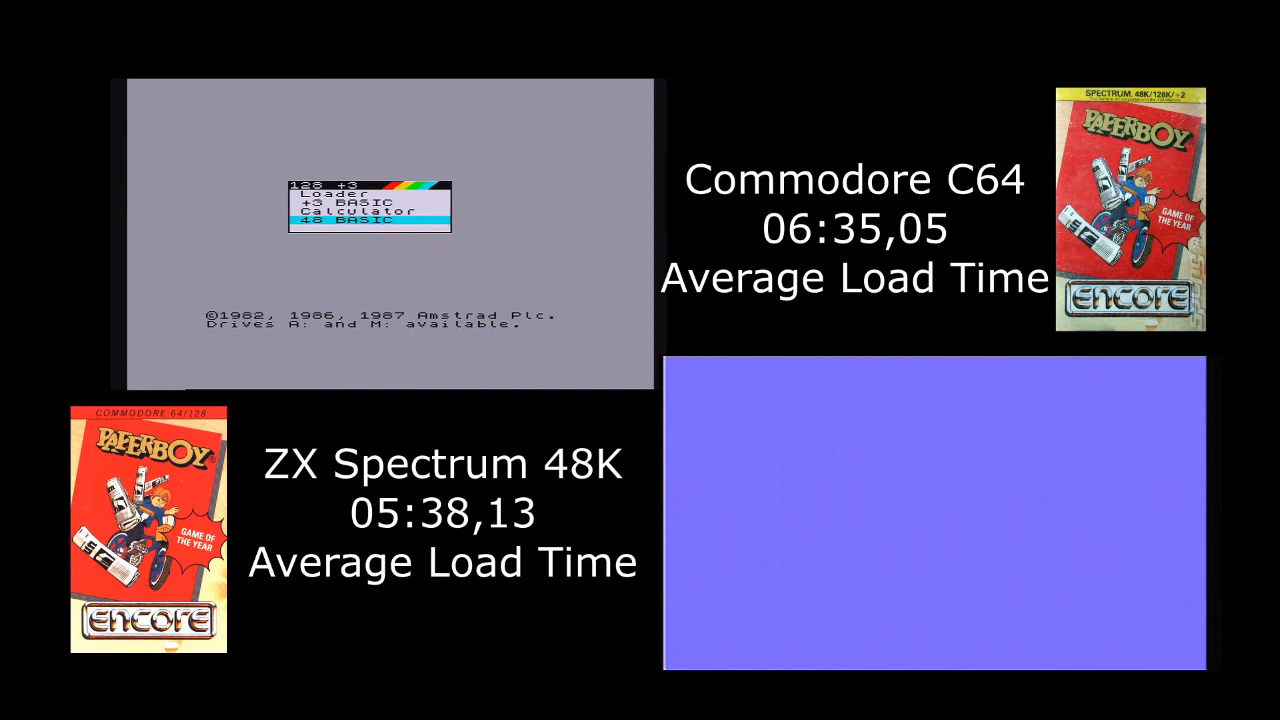 128 +3
Loader
+3 BASIC
Calculator
48 BASIC
©1982, 1986, 1987 Amstrad Plc.
Drives A: and M: available.
Commodore C64
06:35,05
Average Load Time
SPECTRUM 48K/128K/+2
PAPERBOY
GAME OF
THE YEAR
ENCORE
COMMODORE 64/128
PAPERBOY
GAME OF
THE YEAR
ENCORE
ZX Spectrum 48K
05:38,13
Average Load Time